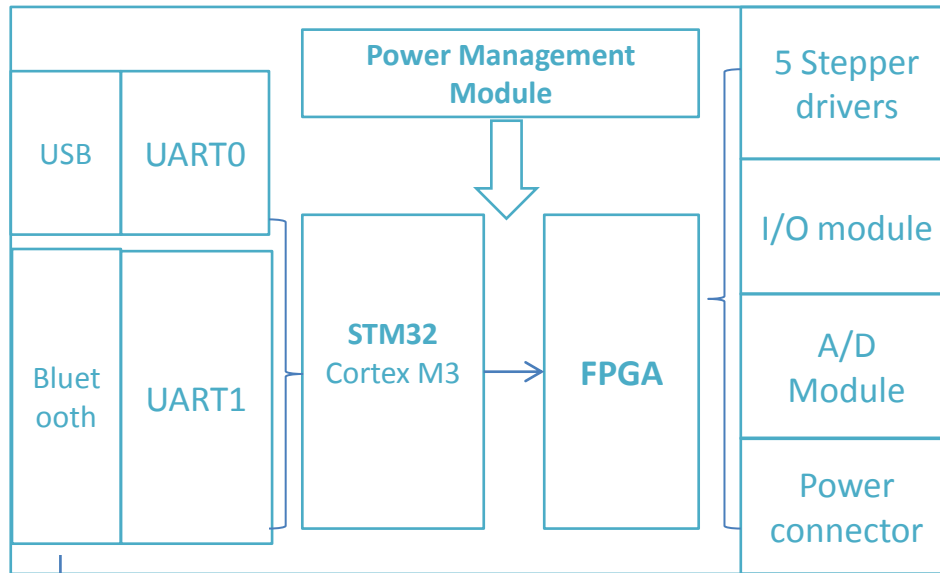 Power Management
Module
5 Stepper
drivers
USB
UART0
I/O module
STM32
Cortex M3
FPGA
A/D
Module
Bluet
ooth
UART1
Power
connector